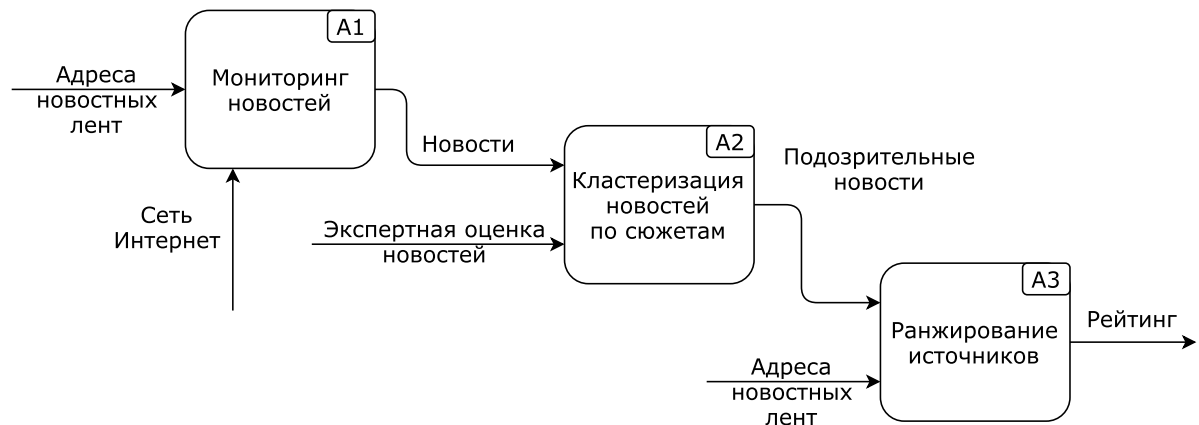 A1
Адреса
новостных
лент
Мониторинг
новостей
Новости
Сеть
Интернет
A2
Кластеризация
новостей
по сюжетам
Экспертная оценка
новостей
Подозрительные
новости
A3
Ранжирование
источников
Рейтинг
Адреса
новостных
лент